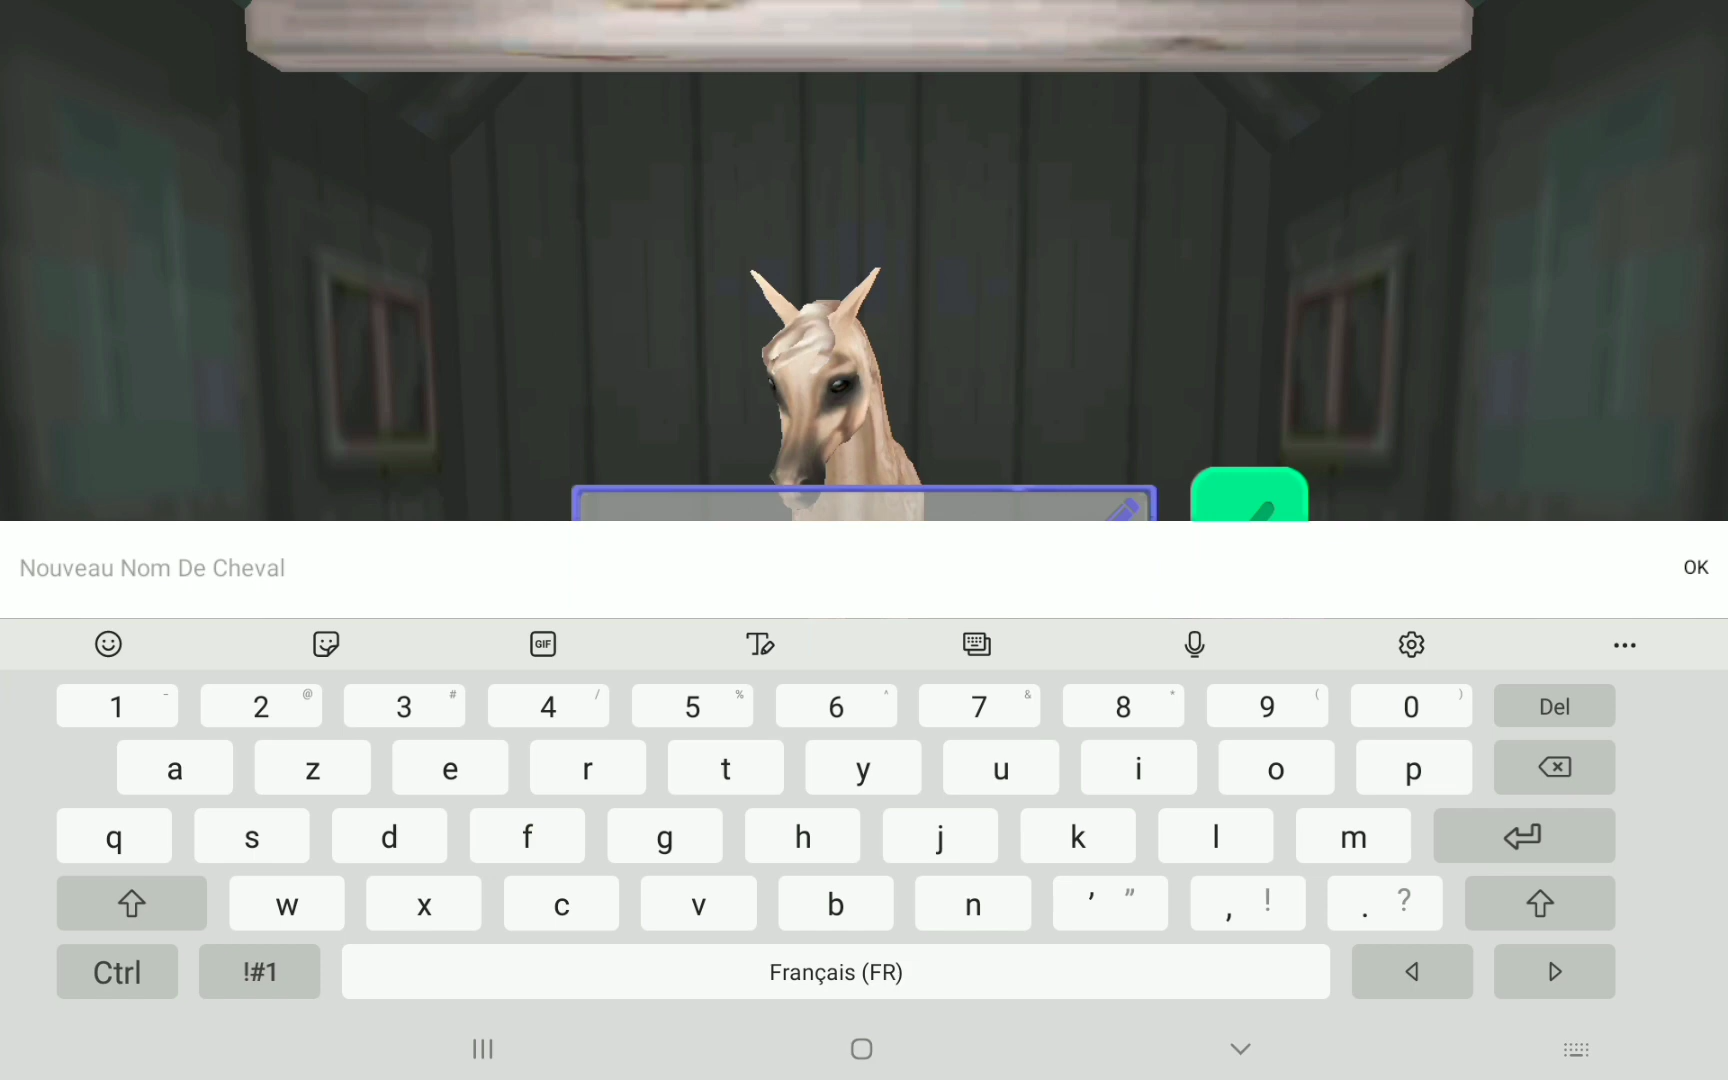 Nouveau Nom De Cheval
OK
GIF
1 - 2 @ 3 # 4 / 5 % 6 ^ 7 & 8 * 9 ( 0 ) Del
a z e r t y u i o p
q s d f g h j k l m
w x c v b n ’ ” , ! . ?
Ctrl !#1 Français (FR)